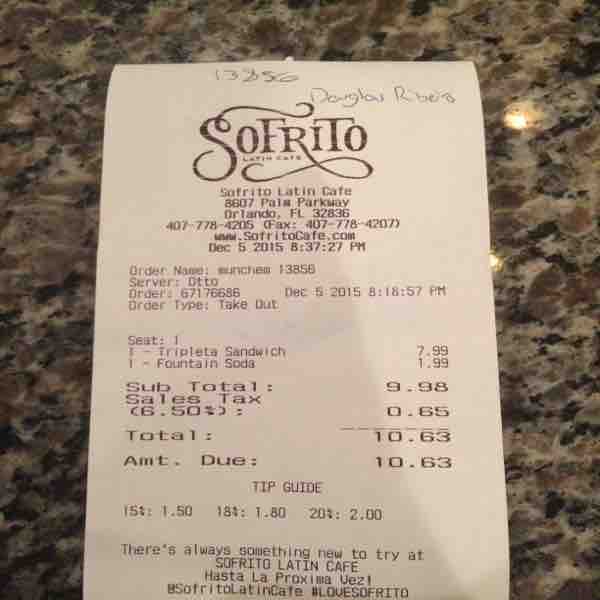 13856
Douglas Ribeiro
SOFRITO
LATIN CAFE
Sofrito Latin Cafe
8607 Palm Parkway
Orlando, FL 32836
407-778-4205 (Fax: 407-778-4207)
www.SofritoCafe.com
Dec 5 2015 8:37:27 PM
Order Name: munchem 13856
Server: Otto
Order: 67176686 Dec 5 2015 8:18:57 PM
Order Type: Take Out
Seat: 1
1 - Tripleta Sandwich 7.99
1 - Fountain Soda 1.99
Sub Total: 9.98
Sales Tax
(6.50%): 0.65
Total: 10.63
Amt. Due: 10.63
TIP GUIDE
15%: 1.50 18%: 1.80 20%: 2.00
There's always something new to try at
SOFRITO LATIN CAFE
Hasta La Proxima Vez!
@SofritoLatinCafe #LOVESOFRITO